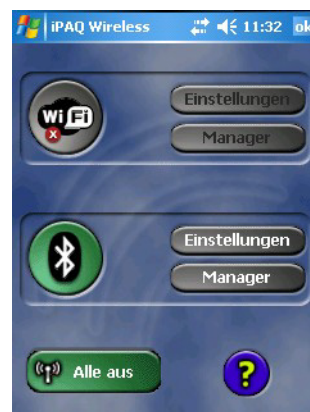 iPAQ Wireless 11:32 ok
Wi Fi
Einstellungen
Manager
Einstellungen
Manager
Alle aus
?